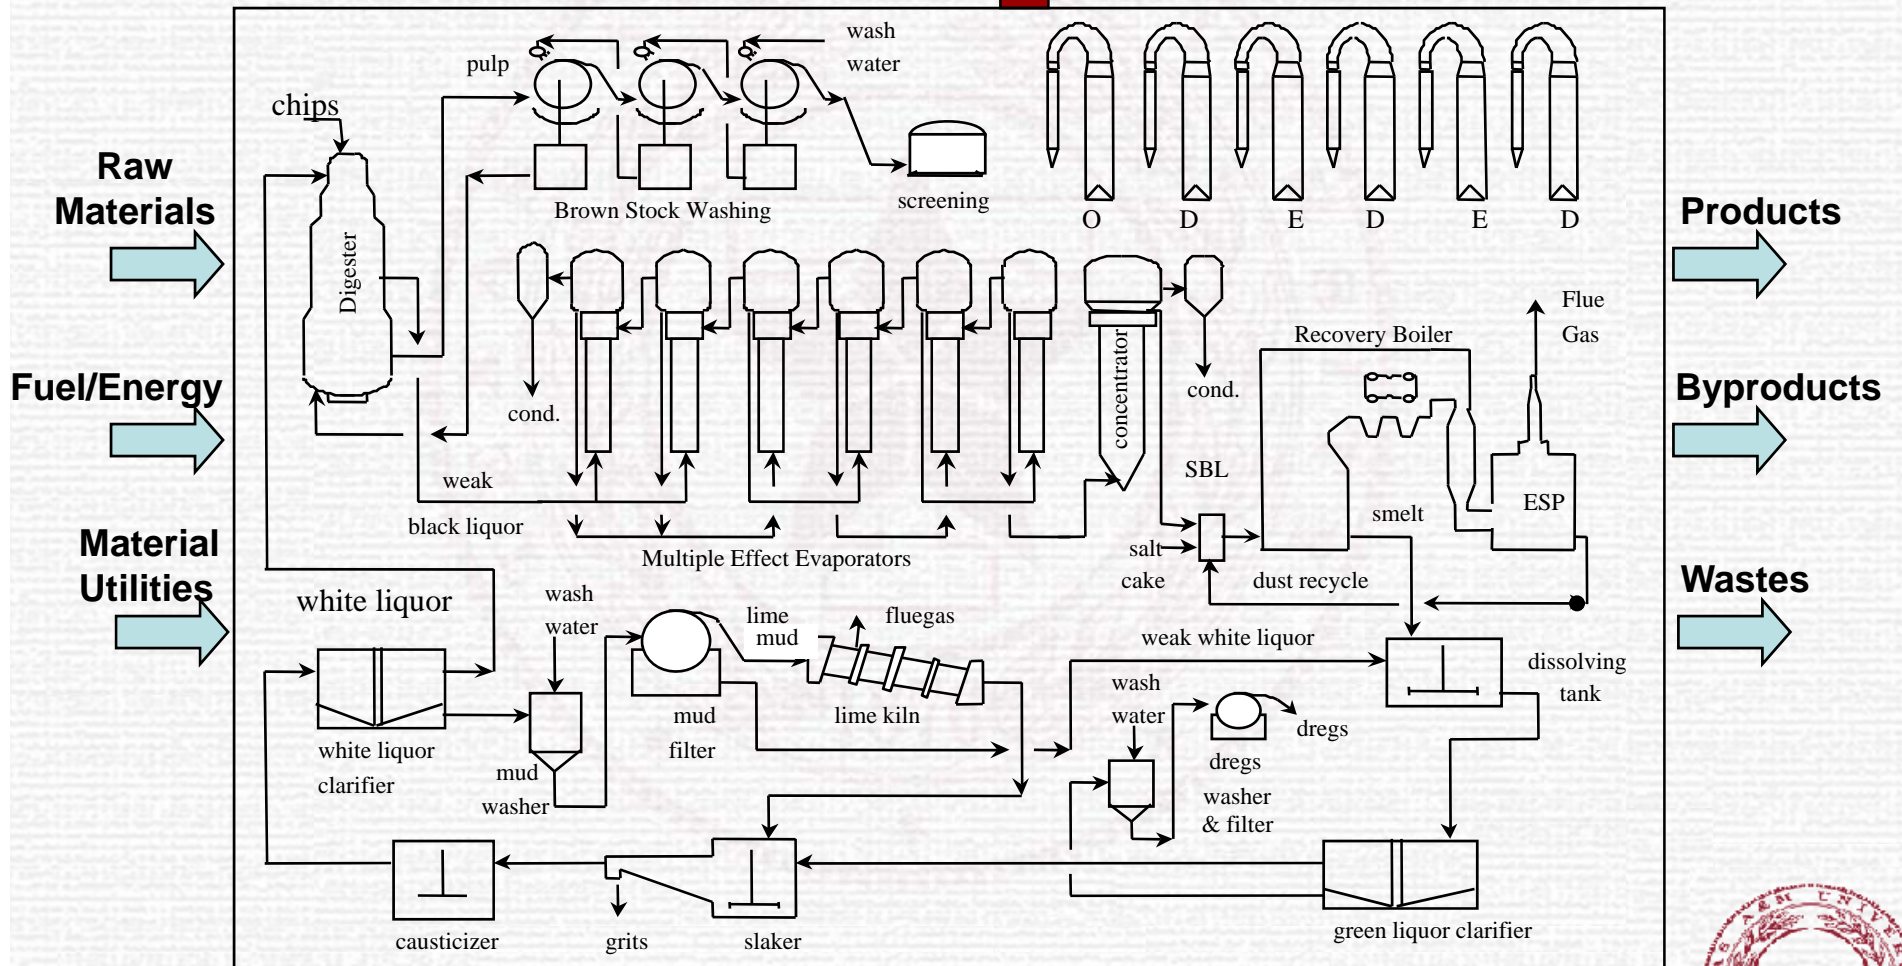 Raw
Materials
Fuel/Energy
Material
Utilities
chips
Digester
pulp
wash
water
Brown Stock Washing
screening
O D E D E D
cond.
concentrator
cond.
weak
black liquor
Multiple Effect Evaporators
SBL
salt
cake
Recovery Boiler
Flue
Gas
ESP
smelt
dust recycle
white liquor
wash
water
lime
mud
fluegas
weak white liquor
dissolving
tank
white liquor
clarifier
mud
washer
mud
filter
lime kiln
wash
water
dregs
dregs
washer
& filter
causticizer
grits
slaker
green liquor clarifier
Products
Byproducts
Wastes
A&M UNIV